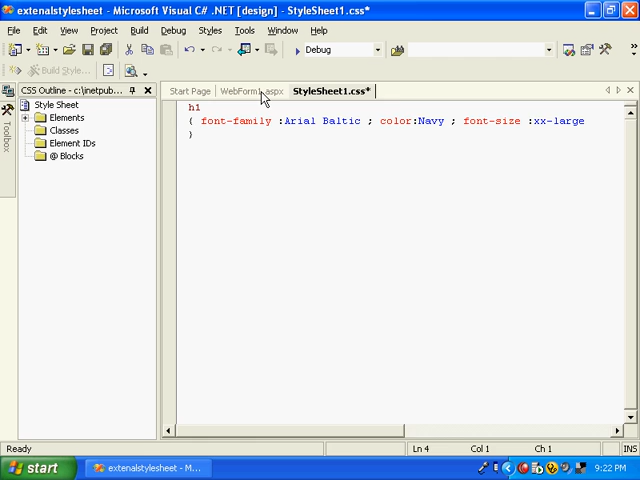 extenalstylesheet - Microsoft Visual C# .NET [design] - StyleSheet1.css*
File Edit View Project Build Debug Styles Tools Window Help
Debug
Build Style...
CSS Outline - c:\inetpub...
Start Page WebForm1.aspx StyleSheet1.css*
Toolbox
Style Sheet
Elements
Classes
Element IDs
@ Blocks
h1
{ font-family :Arial Baltic ; color:Navy ; font-size :xx-large
}
Ready Ln 4 Col 1 Ch 1 INS
start extenalstylesheet - M... 9:22 PM